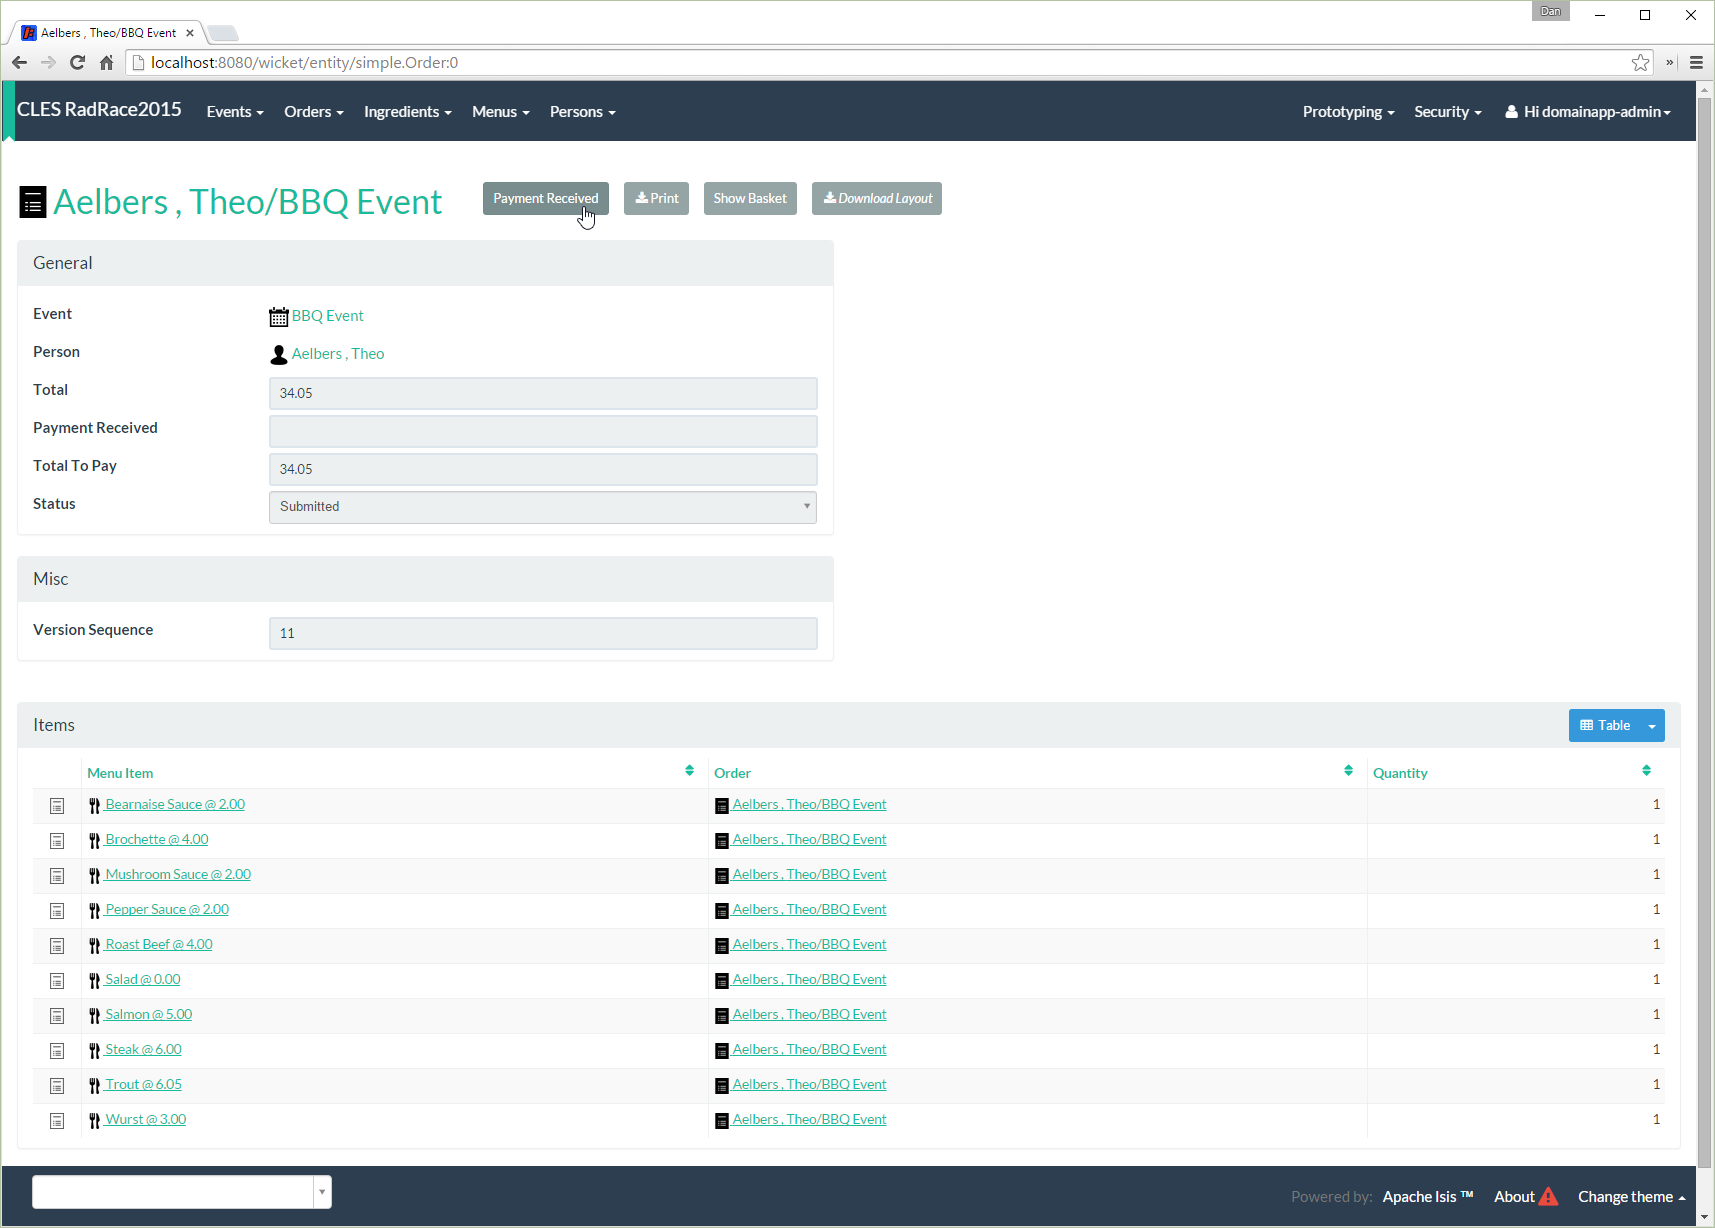 Dan
Aelbers , Theo/BBQ Event
localhost:8080/wicket/entity/simple.Order:0
CLES RadRace2015 Events Orders Ingredients Menus Persons Prototyping Security Hi domainapp-admin
Aelbers , Theo/BBQ Event Payment Received Print Show Basket Download Layout
General
Event BBQ Event
Person Aelbers , Theo
Total 34.05
Payment Received
Total To Pay 34.05
Status Submitted
Misc
Version Sequence 11
Items Table
Menu Item Order Quantity
Bearnaise Sauce @ 2.00 Aelbers , Theo/BBQ Event 1
Brochette @ 4.00 Aelbers , Theo/BBQ Event 1
Mushroom Sauce @ 2.00 Aelbers , Theo/BBQ Event 1
Pepper Sauce @ 2.00 Aelbers , Theo/BBQ Event 1
Roast Beef @ 4.00 Aelbers , Theo/BBQ Event 1
Salad @ 0.00 Aelbers , Theo/BBQ Event 1
Salmon @ 5.00 Aelbers , Theo/BBQ Event 1
Steak @ 6.00 Aelbers , Theo/BBQ Event 1
Trout @ 6.05 Aelbers , Theo/BBQ Event 1
Wurst @ 3.00 Aelbers , Theo/BBQ Event 1
Powered by: Apache Isis ™ About Change theme